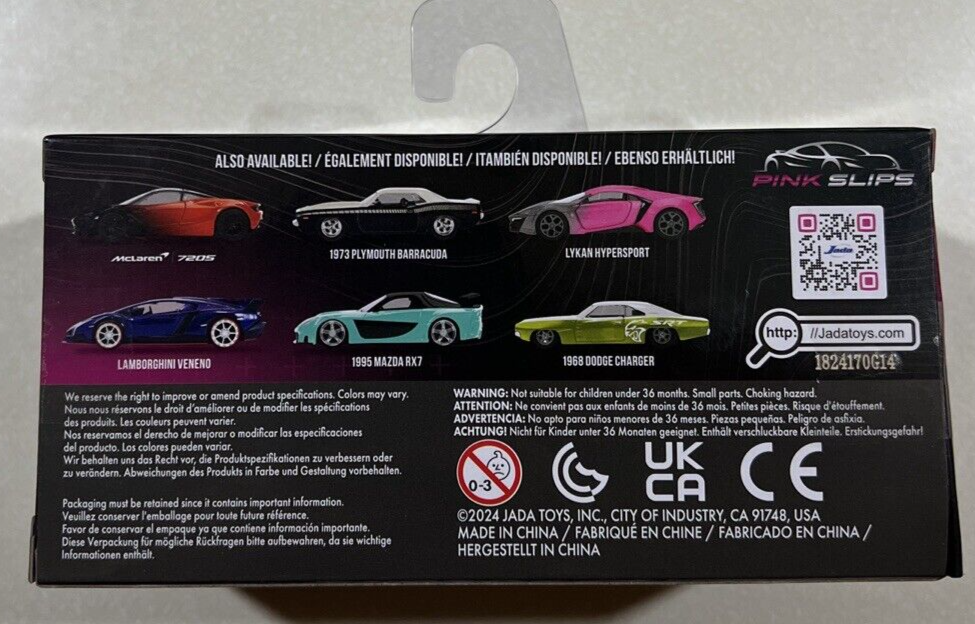 ALSO AVAILABLE! / ÉGALEMENT DISPONIBLE! / ITAMBIÉN DISPONIBLE! / EBENSO ERHÄLTLICH!
PINK SLIPS
McLaren 720S
1973 PLYMOUTH BARRACUDA
LYKAN HYPERSPORT
Jada
LAMBORGHINI VENENO
1995 MAZDA RX7
SRT
1968 DODGE CHARGER
http: //Jadatoys.com
1824170G14
We reserve the right to improve or amend product specifications. Colors may vary.
Nous nous réservons le droit d'améliorer ou de modifier les spécifications
des produits. Les couleurs peuvent varier.
Nos reservamos el derecho de mejorar o modificar las especificaciones
del producto. Los colores pueden variar.
Wir behalten uns das Recht vor, die Produktspezifikationen zu verbessern oder
zu verändern. Abweichungen des Produkts in Farbe und Gestaltung vorbehalten.
Packaging must be retained since it contains important information.
Veuillez conserver l'emballage pour toute future référence.
Favor de conservar el empaque ya que contiene información importante.
Diese Verpackung für mögliche Rückfragen bitte aufbewahren, da sie wichtige
Informationen enthält.
WARNING: Not suitable for children under 36 months. Small parts. Choking hazard.
ATTENTION: Ne convient pas aux enfants de moins de 36 mois. Petites pièces. Risque d'étouffement.
ADVERTENCIA: No apto para niños menores de 36 meses. Piezas pequeñas. Peligro de asfixia.
ACHTUNG! Nicht für Kinder unter 36 Monaten geeignet. Enthält verschluckbare Kleinteile. Erstickungsgefahr!
0-3
UK
CA
CE
©2024 JADA TOYS, INC., CITY OF INDUSTRY, CA 91748, USA
MADE IN CHINA / FABRIQUÉ EN CHINE / FABRICADO EN CHINA /
HERGESTELLT IN CHINA